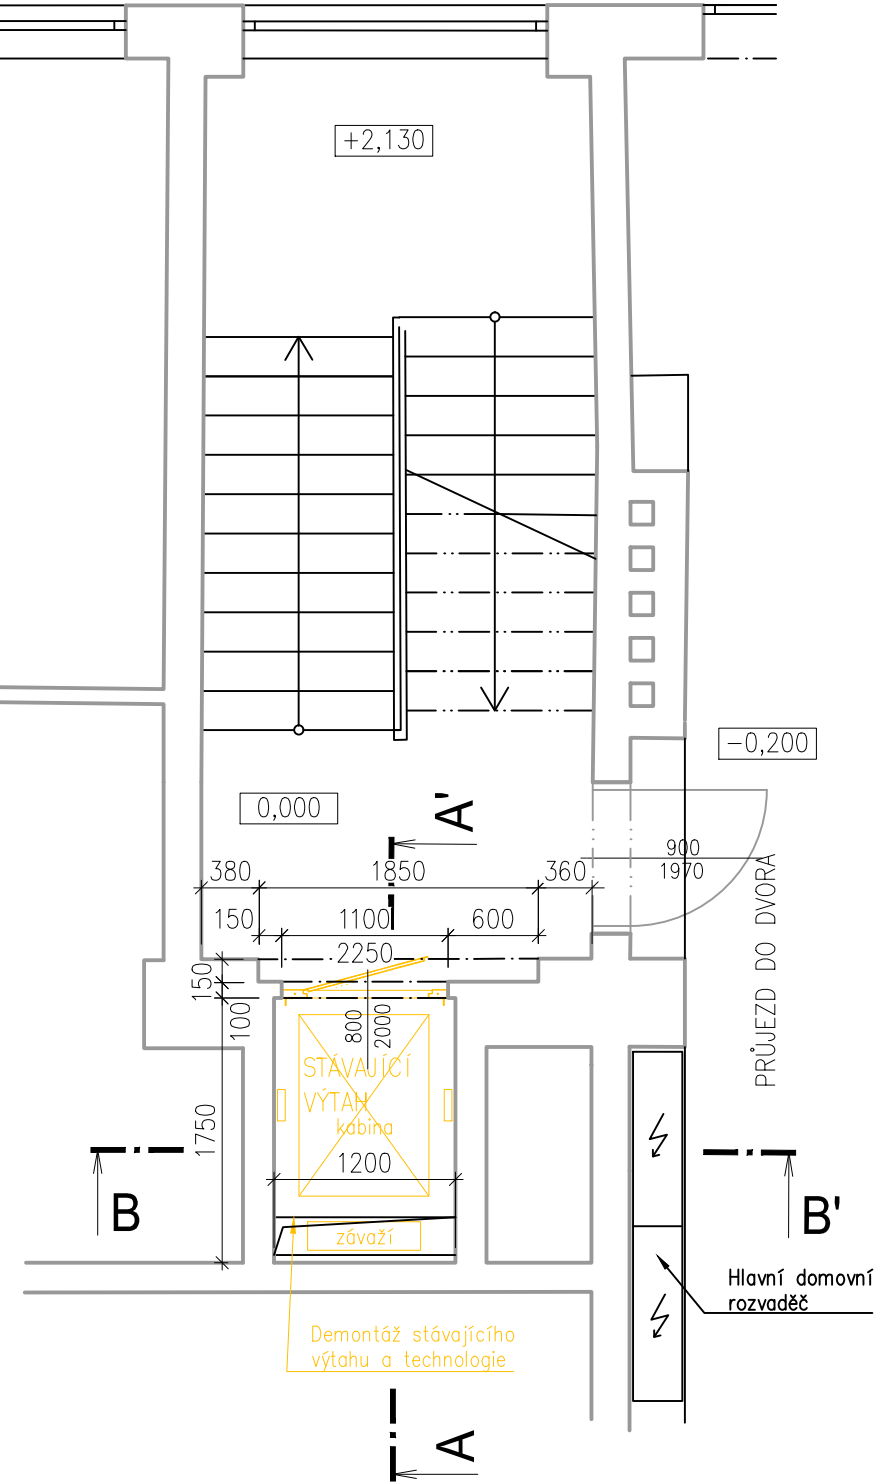 +2,130
-0,200
0,000
A'
900
1970
380
1850
360
150
1100
600
2250
150
100
800
2000
PRŮJEZD DO DVORA
STÁVAJÍCÍ
VÝTAH
kabina
1750
1200
B
B'
závaží
Hlavní domovní
rozvaděč
Demontáž stávajícího
výtahu a technologie
A